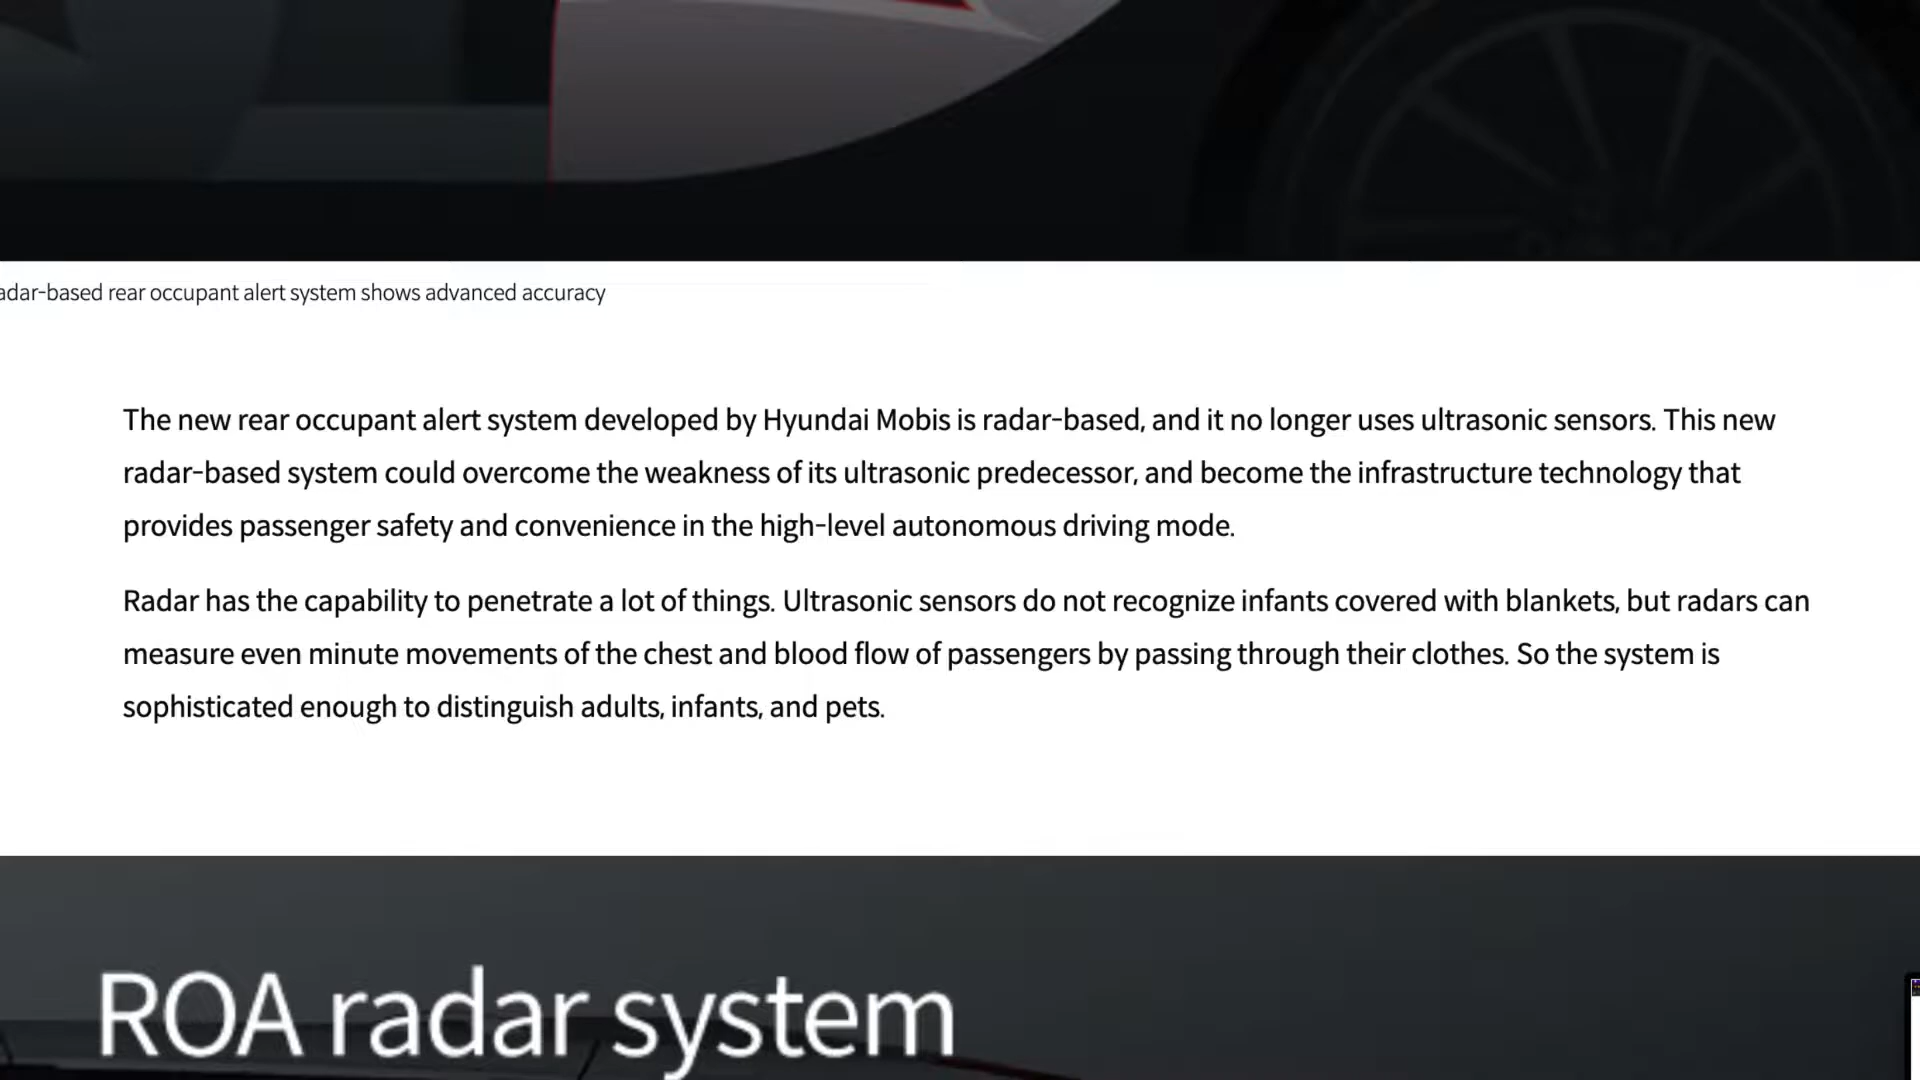 radar-based rear occupant alert system shows advanced accuracy
The new rear occupant alert system developed by Hyundai Mobis is radar-based, and it no longer uses ultrasonic sensors. This new
radar-based system could overcome the weakness of its ultrasonic predecessor, and become the infrastructure technology that
provides passenger safety and convenience in the high-level autonomous driving mode.
Radar has the capability to penetrate a lot of things. Ultrasonic sensors do not recognize infants covered with blankets, but radars can
measure even minute movements of the chest and blood flow of passengers by passing through their clothes. So the system is
sophisticated enough to distinguish adults, infants, and pets.
ROA radar system